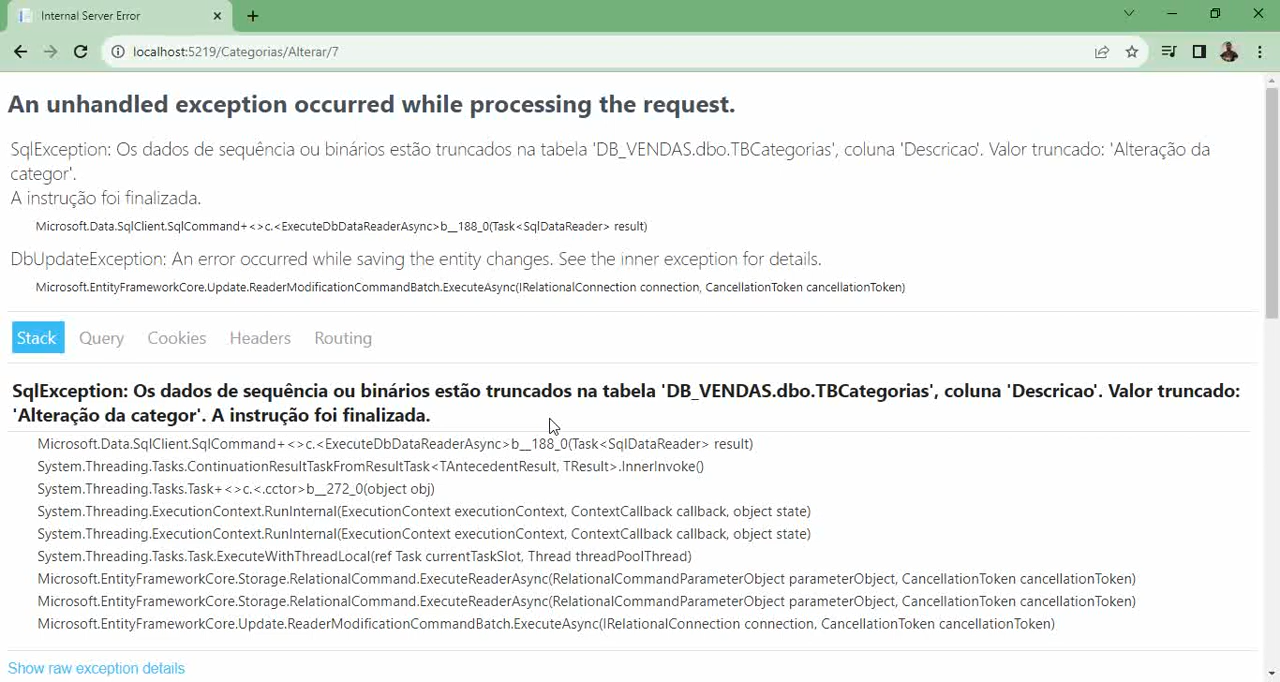 Internal Server Error
localhost:5219/Categorias/Alterar/7
An unhandled exception occurred while processing the request.
SqlException: Os dados de sequência ou binários estão truncados na tabela 'DB_VENDAS.dbo.TBCategorias', coluna 'Descricao'. Valor truncado: 'Alteração da
categor'.
A instrução foi finalizada.
Microsoft.Data.SqlClient.SqlCommand+<>c.<ExecuteDbDataReaderAsync>b__188_0(Task<SqlDataReader> result)
DbUpdateException: An error occurred while saving the entity changes. See the inner exception for details.
Microsoft.EntityFrameworkCore.Update.ReaderModificationCommandBatch.ExecuteAsync(IRelationalConnection connection, CancellationToken cancellationToken)
Stack Query Cookies Headers Routing
SqlException: Os dados de sequência ou binários estão truncados na tabela 'DB_VENDAS.dbo.TBCategorias', coluna 'Descricao'. Valor truncado:
'Alteração da categor'. A instrução foi finalizada.
Microsoft.Data.SqlClient.SqlCommand+<>c.<ExecuteDbDataReaderAsync>b__188_0(Task<SqlDataReader> result)
System.Threading.Tasks.ContinuationResultTaskFromResultTask<TAntecedentResult, TResult>.InnerInvoke()
System.Threading.Tasks.Task+<>c.<.cctor>b__272_0(object obj)
System.Threading.ExecutionContext.RunInternal(ExecutionContext executionContext, ContextCallback callback, object state)
System.Threading.ExecutionContext.RunInternal(ExecutionContext executionContext, ContextCallback callback, object state)
System.Threading.Tasks.Task.ExecuteWithThreadLocal(ref Task currentTaskSlot, Thread threadPoolThread)
Microsoft.EntityFrameworkCore.Storage.RelationalCommand.ExecuteReaderAsync(RelationalCommandParameterObject parameterObject, CancellationToken cancellationToken)
Microsoft.EntityFrameworkCore.Storage.RelationalCommand.ExecuteReaderAsync(RelationalCommandParameterObject parameterObject, CancellationToken cancellationToken)
Microsoft.EntityFrameworkCore.Update.ReaderModificationCommandBatch.ExecuteAsync(IRelationalConnection connection, CancellationToken cancellationToken)
Show raw exception details